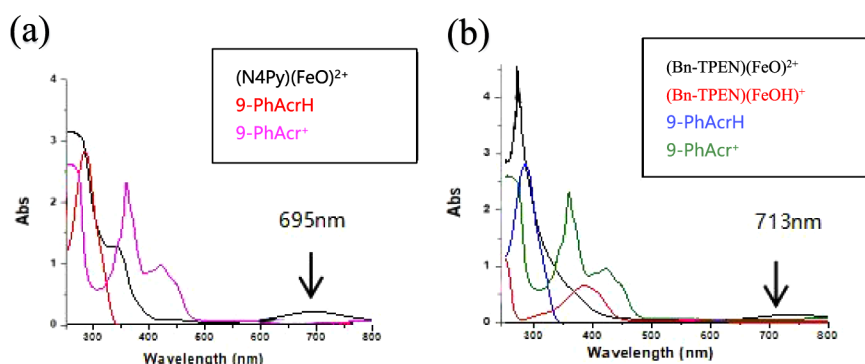 (a)
(N4Py)(FeO)²⁺
9-PhAcrH
9-PhAcr⁺
695nm
Abs
4
3
2
1
0
300 400 500 600 700 800
Wavelength (nm)
(b)
(Bn-TPEN)(FeO)²⁺
(Bn-TPEN)(FeOH)⁺
9-PhAcrH
9-PhAcr⁺
713nm
Abs
4
3
2
1
0
300 400 500 600 700 800
Wavelength (nm)